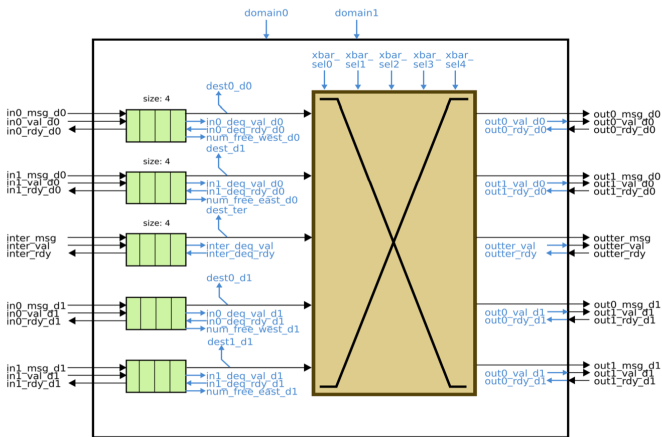 domain0 domain1
xbar_ xbar_ xbar_ xbar_ xbar_
sel0 sel1 sel2 sel3 sel4
dest0_d0
size: 4
in0_msg_d0
in0_val_d0
in0_rdy_d0
in0_deq_val_d0
in0_deq_rdy_d0
num_free_west_d0
out0_val_d0
out0_rdy_d0
out0_msg_d0
out0_val_d0
out0_rdy_d0
dest_d1
size: 4
in1_msg_d0
in1_val_d0
in1_rdy_d0
in1_deq_val_d0
in1_deq_rdy_d0
num_free_east_d0
out1_val_d0
out1_rdy_d0
out1_msg_d0
out1_val_d0
out1_rdy_d0
dest_ter
size: 4
inter_msg
inter_val
inter_rdy
inter_deq_val
inter_deq_rdy
outter_val
outter_rdy
outter_msg
outter_val
outter_rdy
dest0_d1
in0_msg_d1
in0_val_d1
in0_rdy_d1
in0_deq_val_d1
in0_deq_rdy_d1
num_free_west_d1
out0_val_d1
out0_rdy_d1
out0_msg_d1
out1_val_d1
out1_rdy_d1
dest1_d1
in1_msg_d1
in1_val_d1
in1_rdy_d1
in1_deq_val_d1
in1_deq_rdy_d1
num_free_east_d1
out0_val_d1
out0_rdy_d1
out1_msg_d1
out1_val_d1
out1_rdy_d1